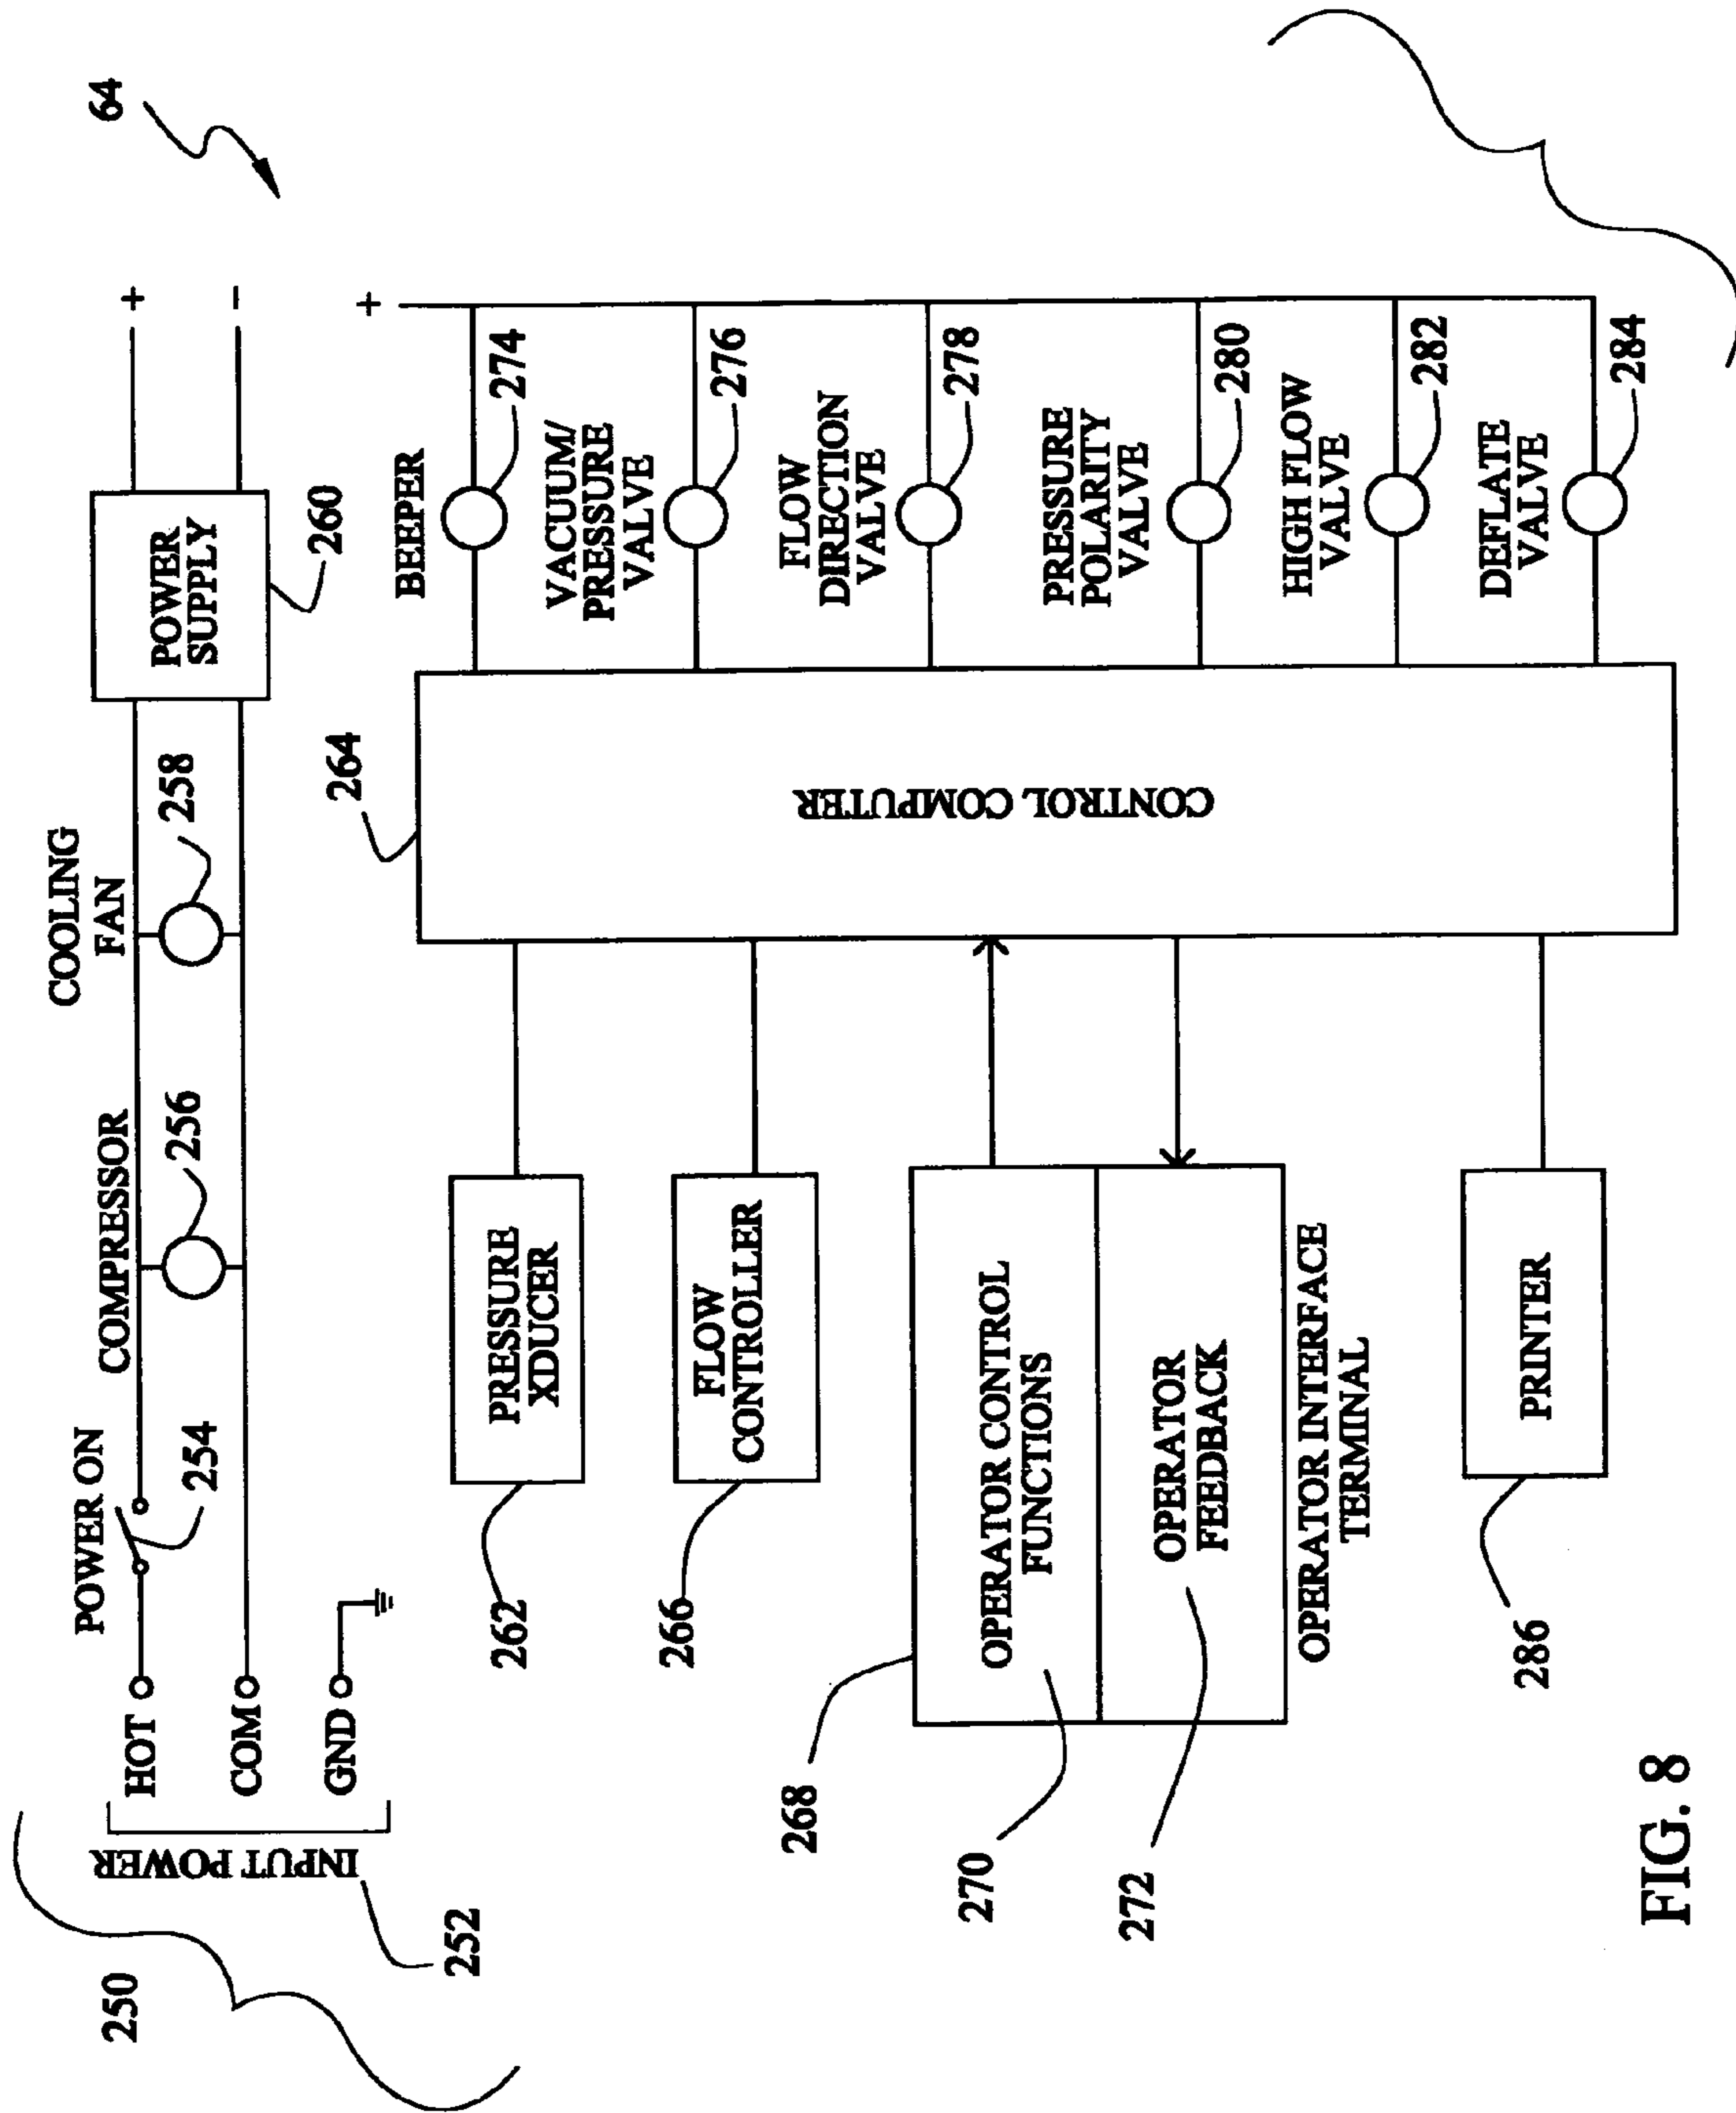 64
250
INPUT POWER
252
HOT
COM
GND
POWER ON
254
COMPRESSOR
256
COOLING
FAN
258
POWER
SUPPLY
260
+
-
+
PRESSURE
XDUCER
262
FLOW
CONTROLLER
266
268
OPERATOR CONTROL
FUNCTIONS
270
OPERATOR
FEEDBACK
272
OPERATOR INTERFACE
TERMINAL
PRINTER
286
264
CONTROL COMPUTER
BEEPER
274
VACUUM/
PRESSURE
VALVE
276
FLOW
DIRECTION
VALVE
278
PRESSURE
POLARITY
VALVE
280
HIGH FLOW
VALVE
282
DEFLATE
VALVE
284
FIG. 8